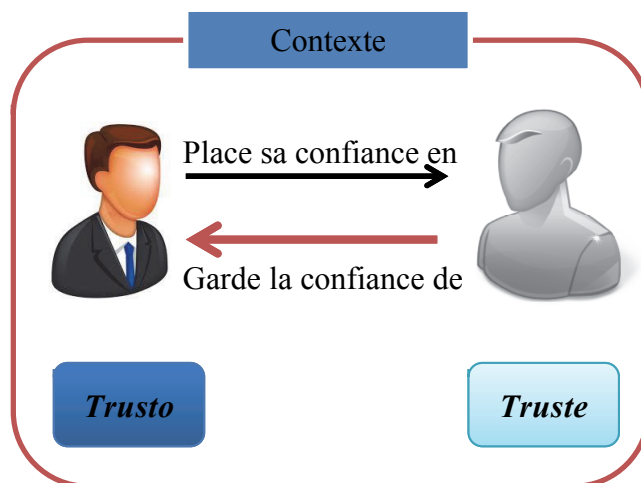 Contexte
Place sa confiance en
Garde la confiance de
Trusto
Truste